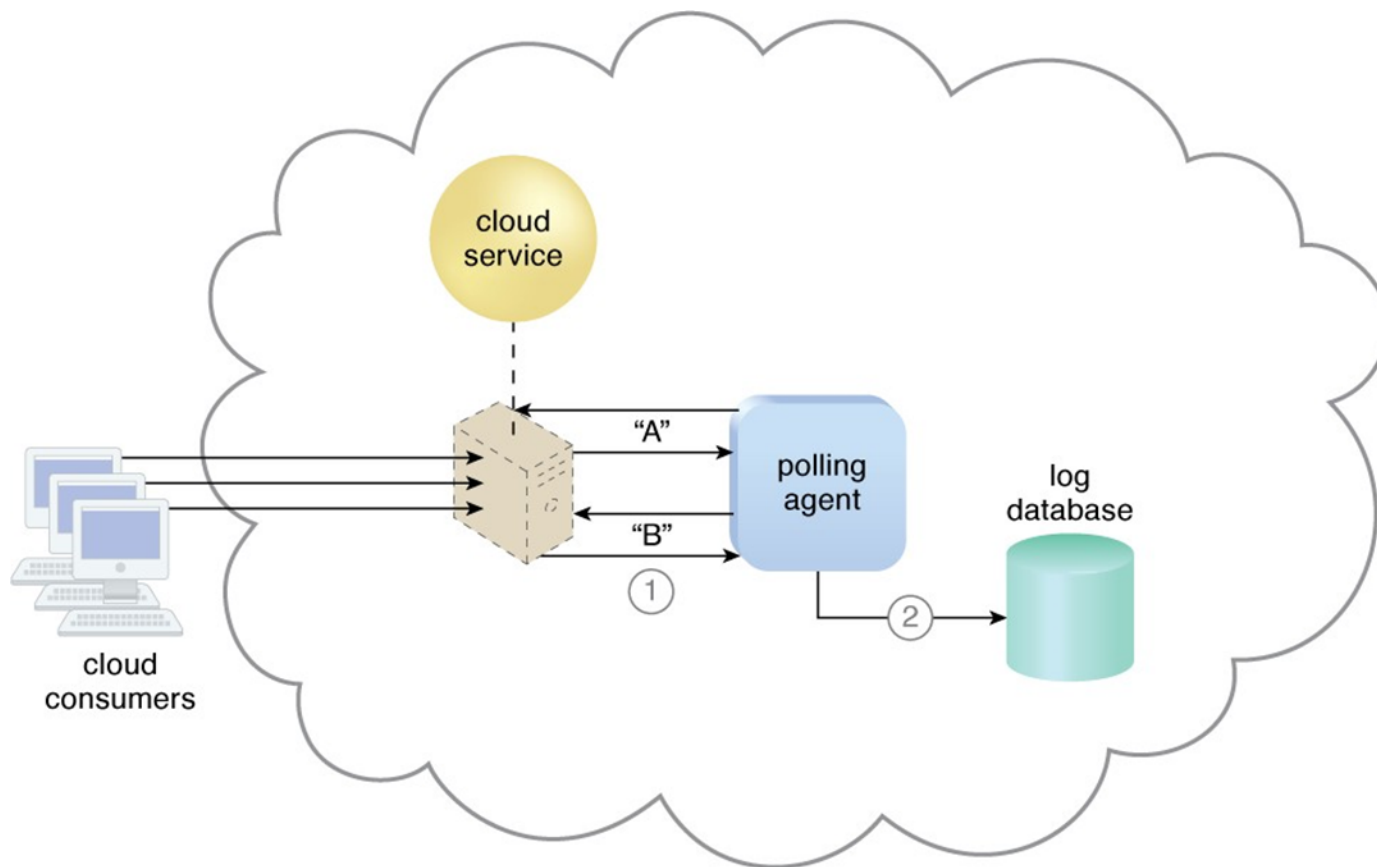 cloud
service
“A”
polling
agent
“B”
1
2
log
database
cloud
consumers